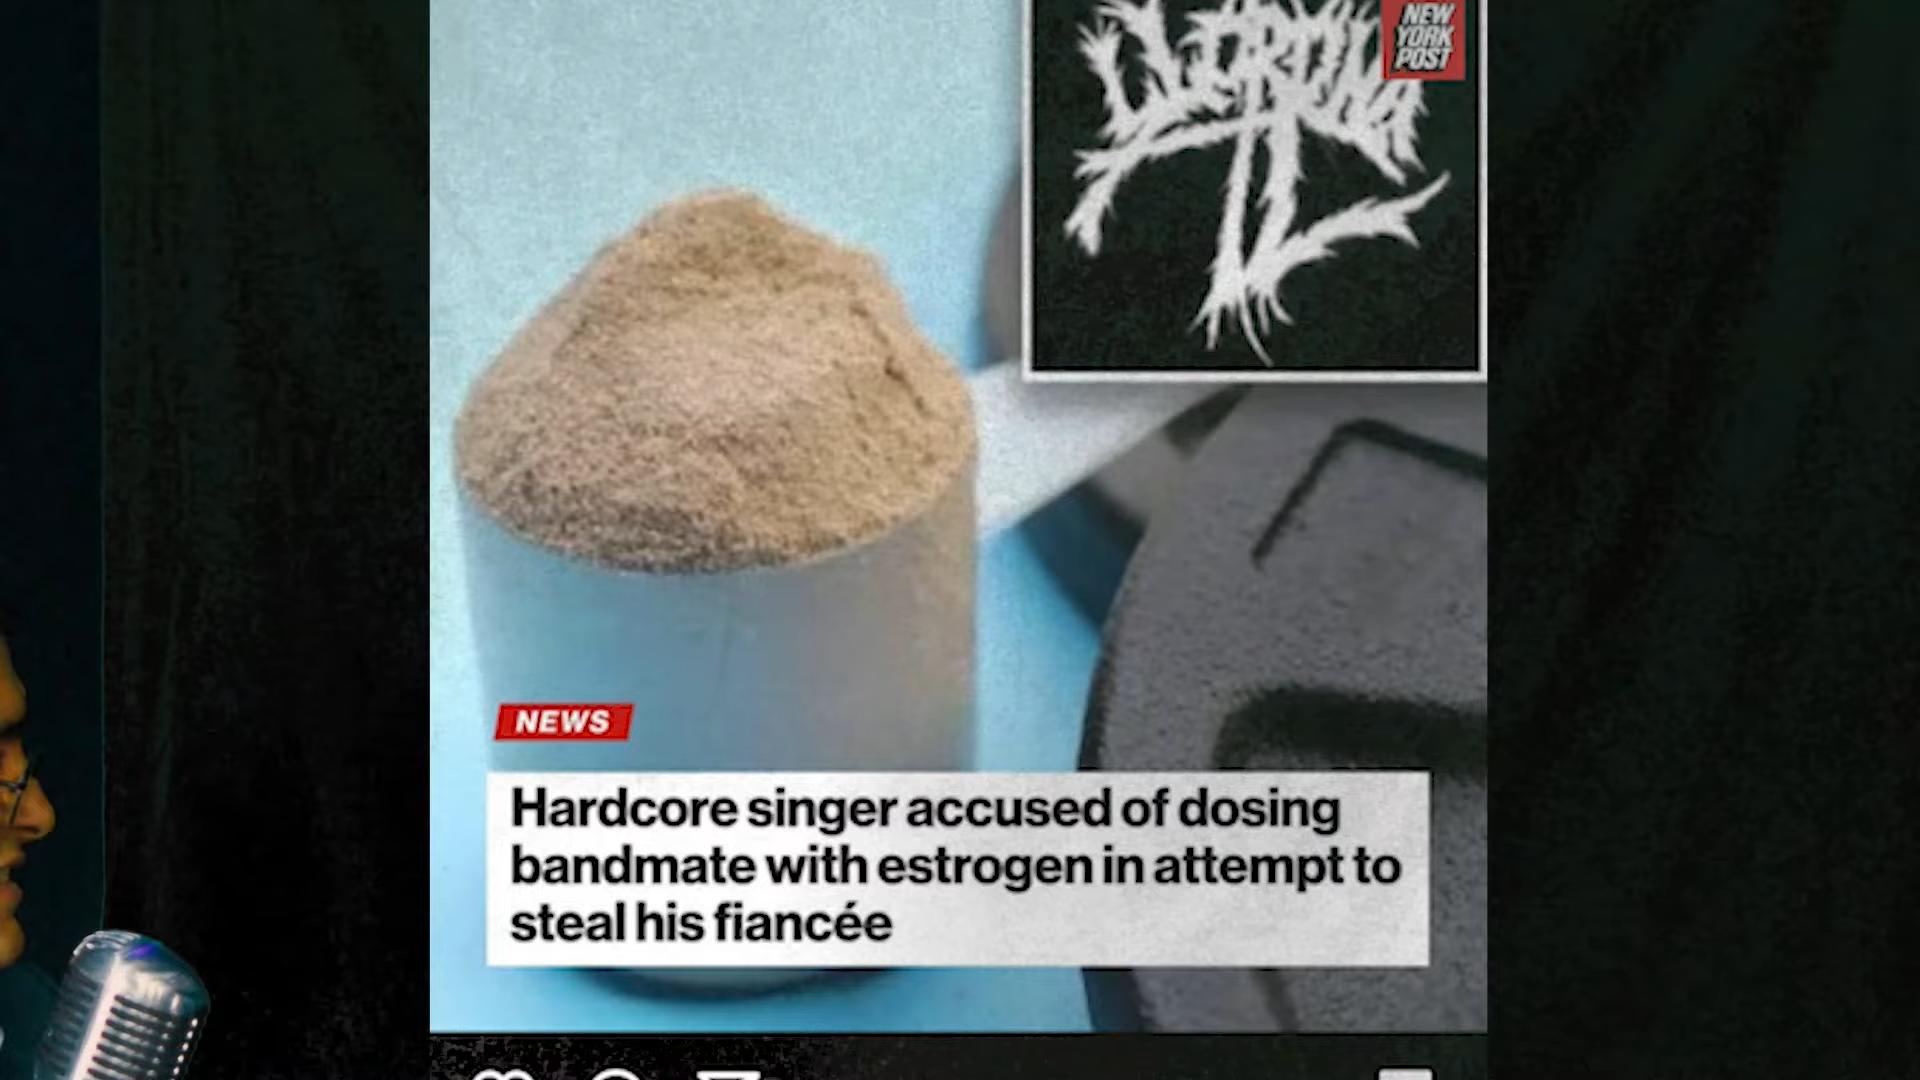 NEW
YORK
POST
NEWS
Hardcore singer accused of dosing
bandmate with estrogen in attempt to
steal his fiancée